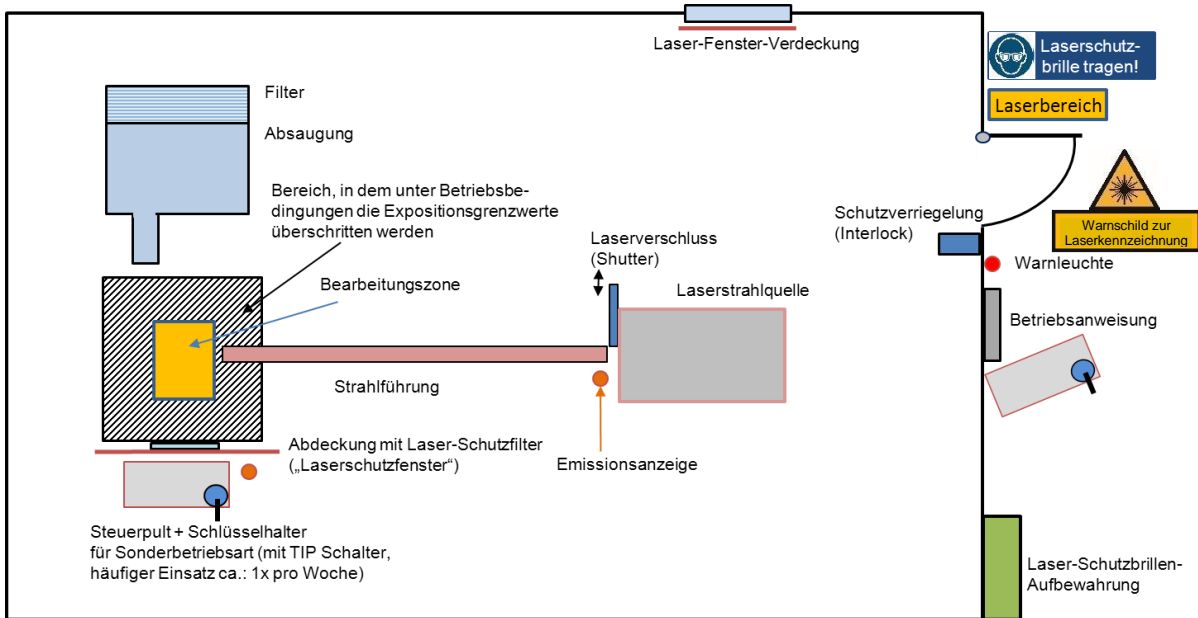 Laser-Fenster-Verdeckung
Laserschutz-
brille tragen!
Laserbereich
Filter
Absaugung
Bereich, in dem unter Betriebsbe-
dingungen die Expositionsgrenzwerte
überschritten werden
Schutzverriegelung
(Interlock)
Warnschild zur
Laserkennzeichnung
Laserverschluss
(Shutter)
Warnleuchte
Bearbeitungszone
Laserstrahlquelle
Betriebsanweisung
Strahlführung
Abdeckung mit Laser-Schutzfilter
(„Laserschutzfenster“)
Emissionsanzeige
Steuerpult + Schlüsselhalter
für Sonderbetriebsart (mit TIP Schalter,
häufiger Einsatz ca.: 1x pro Woche)
Laser-Schutzbrillen-
Aufbewahrung